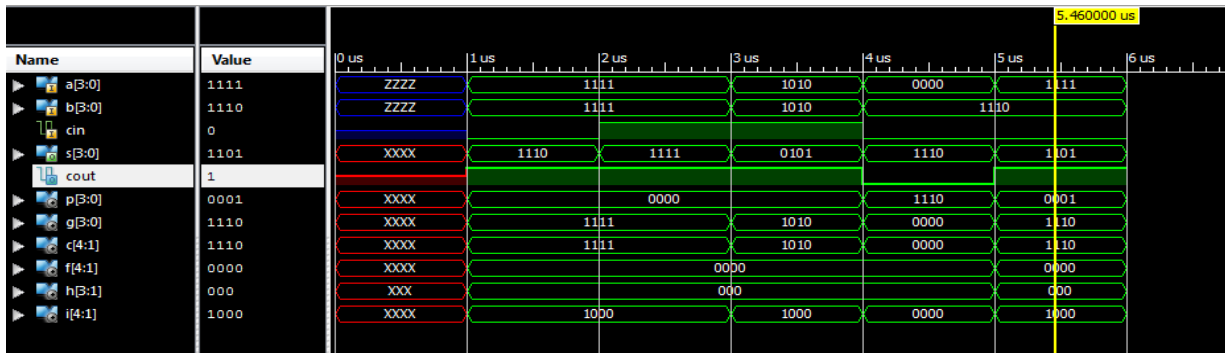 5.460000 us
Name Value 0 us 1 us 2 us 3 us 4 us 5 us 6 us
a[3:0] 1111 ZZZZ 1111 1010 0000 1111
b[3:0] 1110 ZZZZ 1111 1010 1110
cin 0
s[3:0] 1101 XXXX 1110 1111 0101 1110 1101
cout 1
p[3:0] 0001 XXXX 0000 1110 0001
g[3:0] 1110 XXXX 1111 1010 0000 1110
c[4:1] 1110 XXXX 1111 1010 0000 1110
f[4:1] 0000 XXXX 0000 0000
h[3:1] 000 XXX 000 000
i[4:1] 1000 XXXX 1000 1000 0000 1000